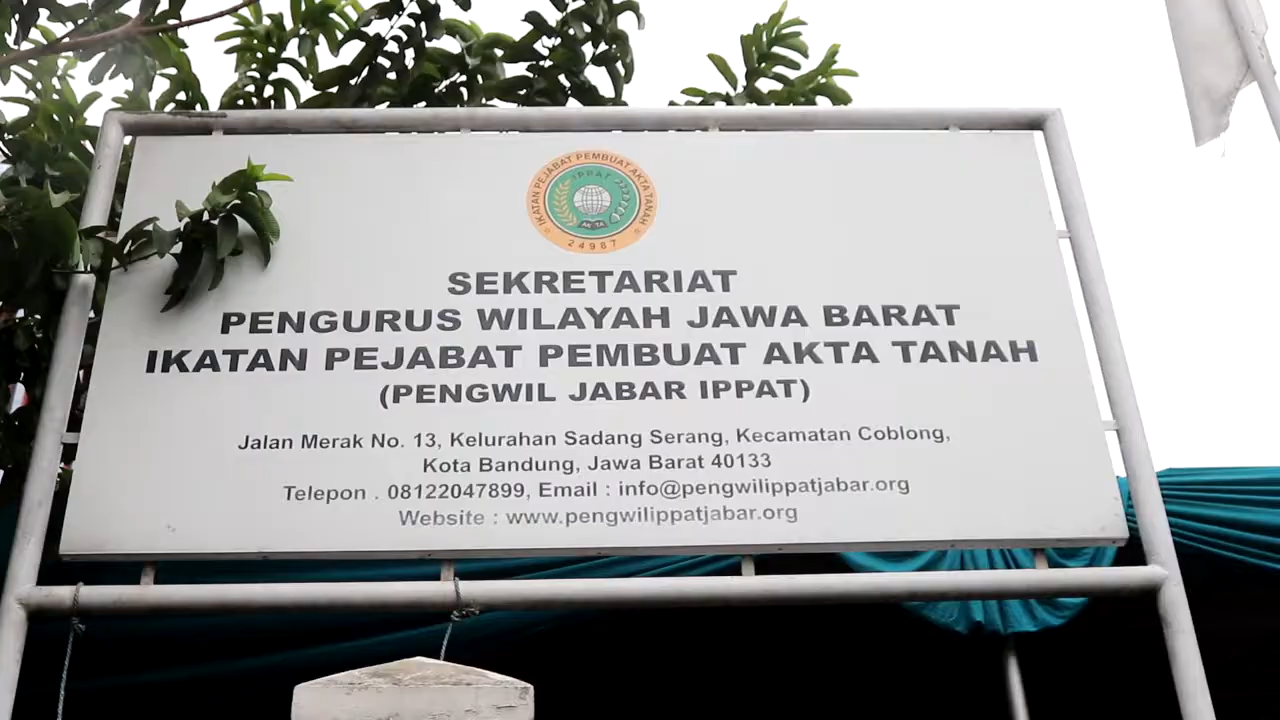 IKATAN PEJABAT PEMBUAT AKTA TANAH
IPPAT
AKTA
24987
SEKRETARIAT
PENGURUS WILAYAH JAWA BARAT
IKATAN PEJABAT PEMBUAT AKTA TANAH
(PENGWIL JABAR IPPAT)
Jalan Merak No. 13, Kelurahan Sadang Serang, Kecamatan Coblong,
Kota Bandung, Jawa Barat 40133
Telepon . 08122047899, Email : info@pengwilippatjabar.org
Website : www.pengwilippatjabar.org